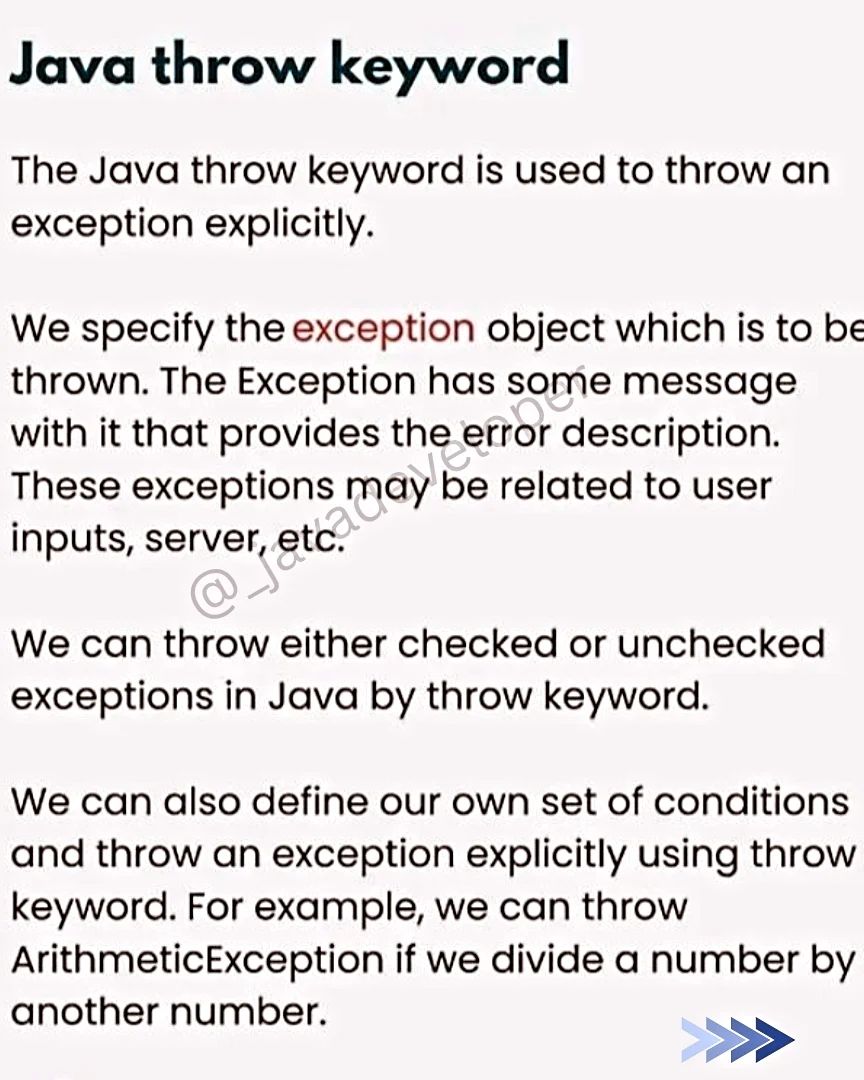 Java throw keyword
The Java throw keyword is used to throw an
exception explicitly.
We specify the exception object which is to be
thrown. The Exception has some message
with it that provides the error description.
These exceptions may be related to user
inputs, server, etc.
@_javadeveloper
We can throw either checked or unchecked
exceptions in Java by throw keyword.
We can also define our own set of conditions
and throw an exception explicitly using throw
keyword. For example, we can throw
ArithmeticException if we divide a number by
another number.